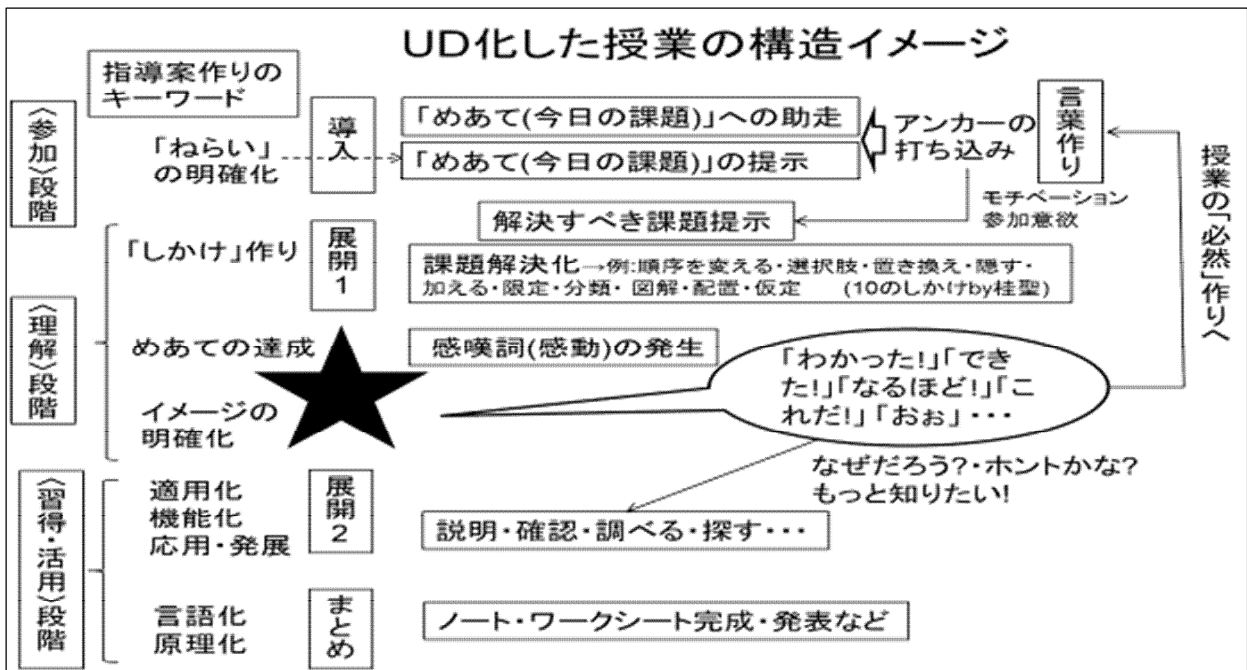 UD化した授業の構造イメージ
指導案作りの
キーワード
〈参加〉段階
導入
「ねらい」
の明確化
「めあて(今日の課題)」への助走
「めあて(今日の課題)」の提示
アンカーの
打ち込み
言葉作り
モチベーション
参加意欲
授業の「必然」作りへ
解決すべき課題提示
〈理解〉段階
「しかけ」作り
展開1
課題解決化→例:順序を変える・選択肢・置き換え・隠す・
加える・限定・分類・図解・配置・仮定 (10のしかけby桂聖)
めあての達成
感嘆詞(感動)の発生
イメージの
明確化
「わかった!」「でき
た!」「なるほど!」「こ
れだ!」「おぉ」・・・
なぜだろう?・ホントかな?
もっと知りたい!
〈習得・活用〉段階
適用化
機能化
応用・発展
展開2
説明・確認・調べる・探す・・・
言語化
原理化
まとめ
ノート・ワークシート完成・発表など